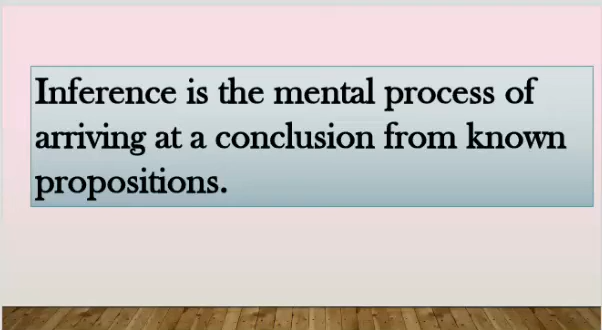 Inference is the mental process of
arriving at a conclusion from known
propositions.